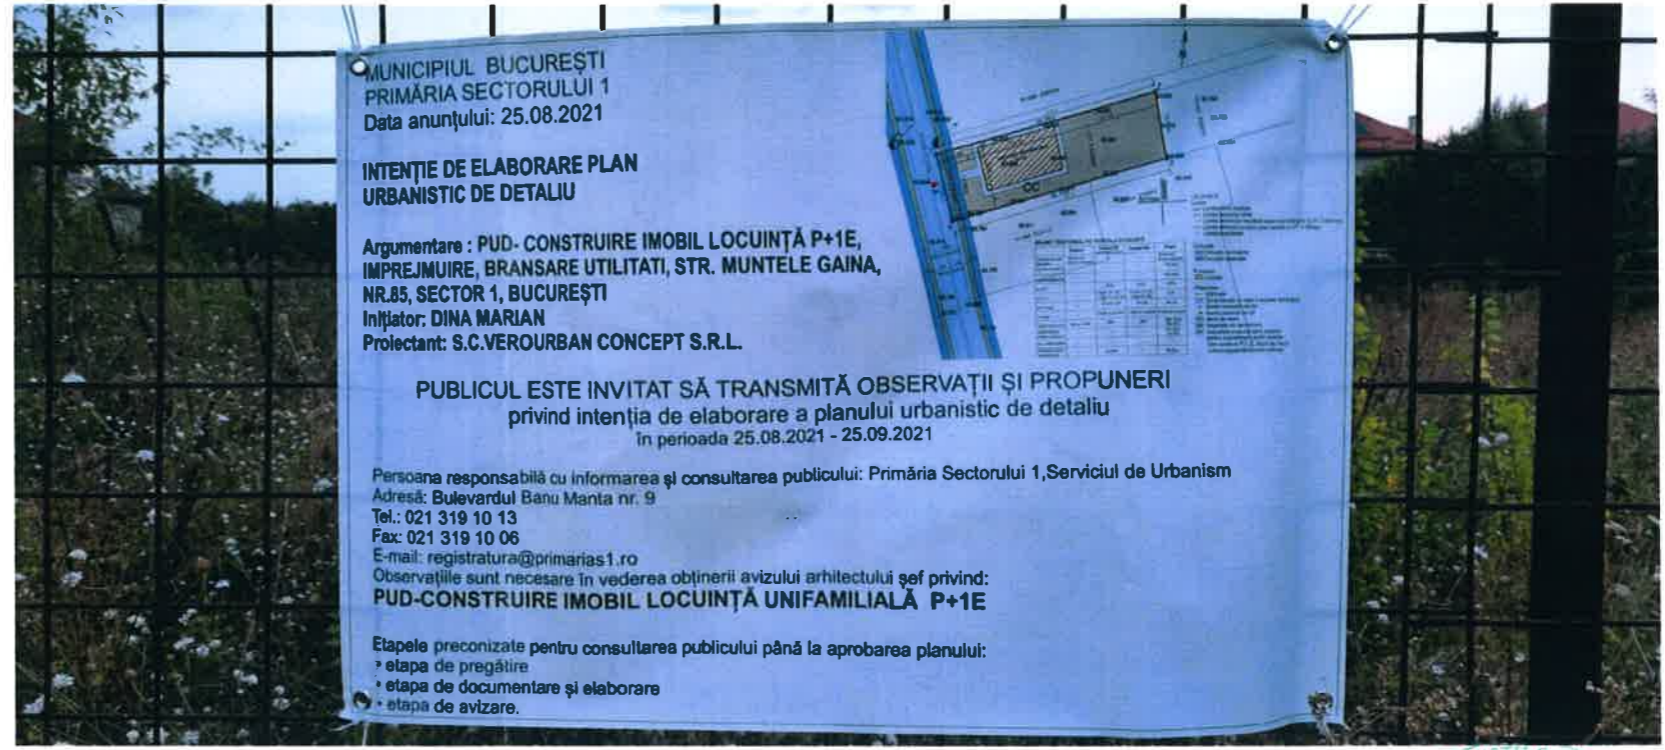 MUNICIPIUL BUCUREȘTI
PRIMĂRIA SECTORULUI 1
Data anunțului: 25.08.2021
INTENȚIE DE ELABORARE PLAN
URBANISTIC DE DETALIU
Argumentare : PUD- CONSTRUIRE IMOBIL LOCUINȚĂ P+1E,
IMPREJMUIRE, BRANSARE UTILITATI, STR. MUNTELE GAINA,
NR.85, SECTOR 1, BUCUREȘTI
Inițiator: DINA MARIAN
Proiectant: S.C.VEROURBAN CONCEPT S.R.L.
PUBLICUL ESTE INVITAT SĂ TRANSMITĂ OBSERVAȚII ȘI PROPUNERI
privind intenția de elaborare a planului urbanistic de detaliu
în perioada 25.08.2021 - 25.09.2021
Persoana responsabilă cu informarea și consultarea publicului: Primăria Sectorului 1,Serviciul de Urbanism
Adresă: Bulevardul Banu Manta nr. 9
Tel.: 021 319 10 13
Fax: 021 319 10 06
E-mail: registratura@primarias1.ro
Observațiile sunt necesare în vederea obținerii avizului arhitectului șef privind:
PUD-CONSTRUIRE IMOBIL LOCUINȚĂ UNIFAMILIALĂ P+1E
Etapele preconizate pentru consultarea publicului până la aprobarea planului:
• etapa de pregătire
• etapa de documentare și elaborare
• etapa de avizare.